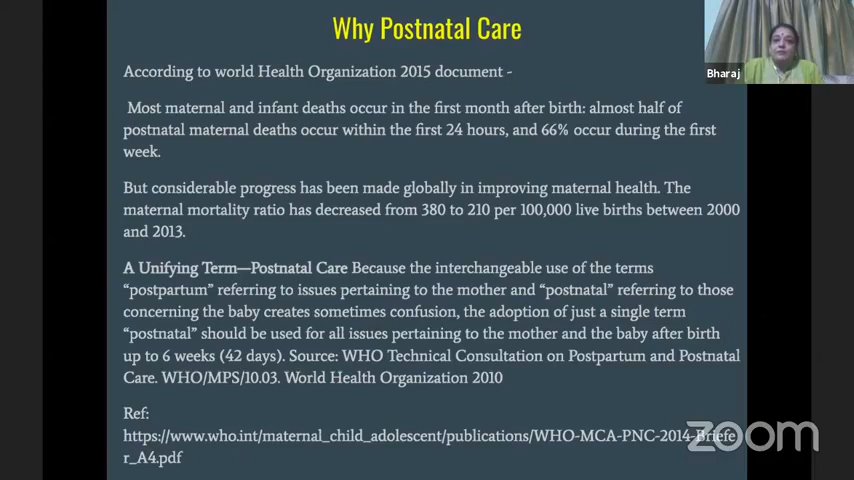 Why Postnatal Care
Bharaj
According to world Health Organization 2015 document -
Most maternal and infant deaths occur in the first month after birth: almost half of
postnatal maternal deaths occur within the first 24 hours, and 66% occur during the first
week.
But considerable progress has been made globally in improving maternal health. The
maternal mortality ratio has decreased from 380 to 210 per 100,000 live births between 2000
and 2013.
A Unifying Term—Postnatal Care Because the interchangeable use of the terms
“postpartum” referring to issues pertaining to the mother and “postnatal” referring to those
concerning the baby creates sometimes confusion, the adoption of just a single term
“postnatal” should be used for all issues pertaining to the mother and the baby after birth
up to 6 weeks (42 days). Source: WHO Technical Consultation on Postpartum and Postnatal
Care. WHO/MPS/10.03. World Health Organization 2010
Ref:
https://www.who.int/maternal_child_adolescent/publications/WHO-MCA-PNC-2014-Briefe
r_A4.pdf
zoom